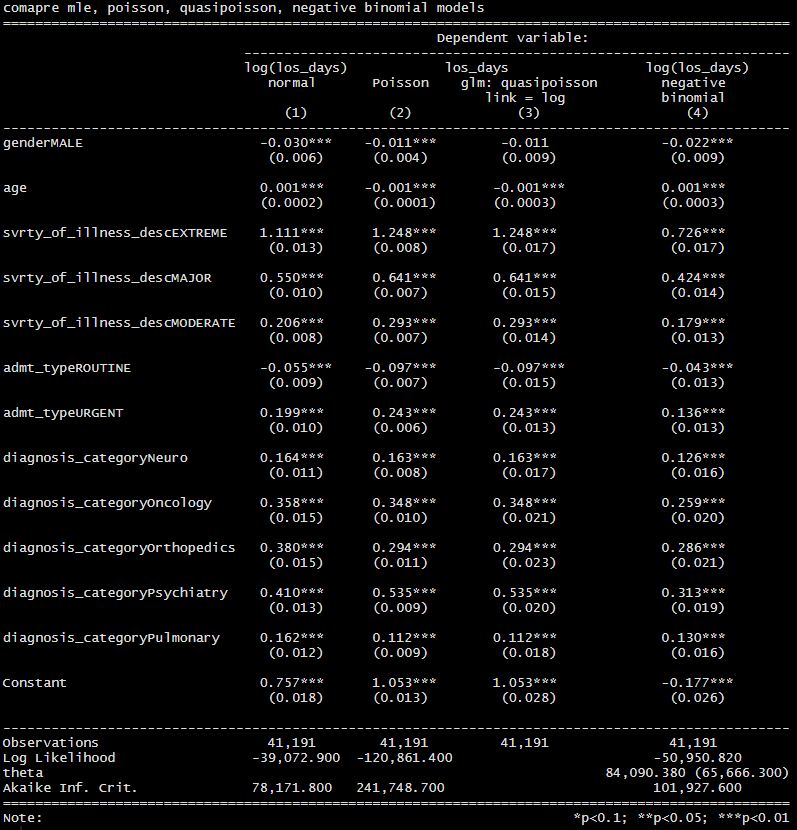 comapre mle, poisson, quasipoisson, negative binomial models
=====================================================================================================
Dependent variable:
----------------------------------------------------------------------
log(los_days) los_days log(los_days)
normal Poisson glm: quasipoisson negative
link = log binomial
(1) (2) (3) (4)
-----------------------------------------------------------------------------------------------------
genderMALE -0.030*** -0.011*** -0.011 -0.022***
(0.006) (0.004) (0.009) (0.009)
age 0.001*** -0.001*** -0.001*** 0.001***
(0.0002) (0.0001) (0.0003) (0.0003)
svrty_of_illness_descEXTREME 1.111*** 1.248*** 1.248*** 0.726***
(0.013) (0.008) (0.017) (0.017)
svrty_of_illness_descMAJOR 0.550*** 0.641*** 0.641*** 0.424***
(0.010) (0.007) (0.015) (0.014)
svrty_of_illness_descMODERATE 0.206*** 0.293*** 0.293*** 0.179***
(0.008) (0.007) (0.014) (0.013)
admt_typeROUTINE -0.055*** -0.097*** -0.097*** -0.043***
(0.009) (0.007) (0.015) (0.013)
admt_typeURGENT 0.199*** 0.243*** 0.243*** 0.136***
(0.010) (0.006) (0.013) (0.013)
diagnosis_categoryNeuro 0.164*** 0.163*** 0.163*** 0.126***
(0.011) (0.008) (0.017) (0.016)
diagnosis_categoryOncology 0.358*** 0.348*** 0.348*** 0.259***
(0.015) (0.010) (0.021) (0.020)
diagnosis_categoryOrthopedics 0.380*** 0.294*** 0.294*** 0.286***
(0.015) (0.011) (0.023) (0.021)
diagnosis_categoryPsychiatry 0.410*** 0.535*** 0.535*** 0.313***
(0.013) (0.009) (0.020) (0.019)
diagnosis_categoryPulmonary 0.162*** 0.112*** 0.112*** 0.130***
(0.012) (0.009) (0.018) (0.016)
Constant 0.757*** 1.053*** 1.053*** -0.177***
(0.018) (0.013) (0.028) (0.026)
-----------------------------------------------------------------------------------------------------
Observations 41,191 41,191 41,191 41,191
Log Likelihood -39,072.900 -120,861.400 -50,950.820
theta 84,090.380 (65,666.300)
Akaike Inf. Crit. 78,171.800 241,748.700 101,927.600
=====================================================================================================
Note: *p<0.1; **p<0.05; ***p<0.01